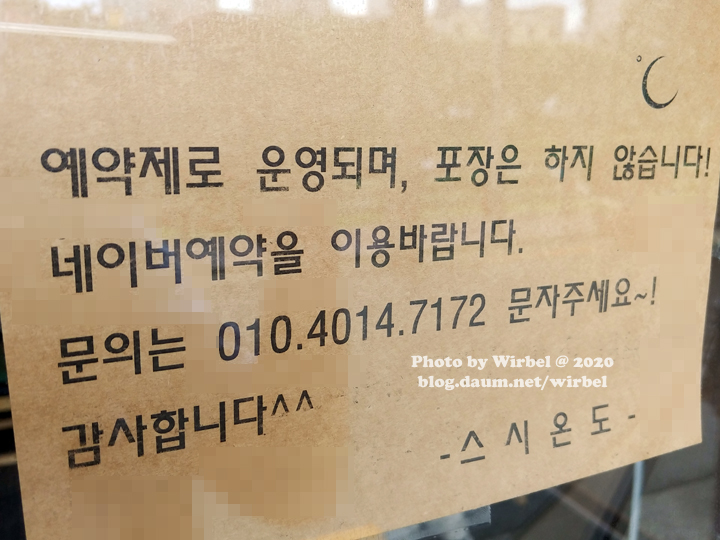 예약제로 운영되며, 포장은 하지 않습니다!
네이버예약을 이용바랍니다.
문의는 010.4014.7172 문자주세요~!
Photo by Wirbel @ 2020
blog.daum.net/wirbel
감사합니다^^
-스시온도-